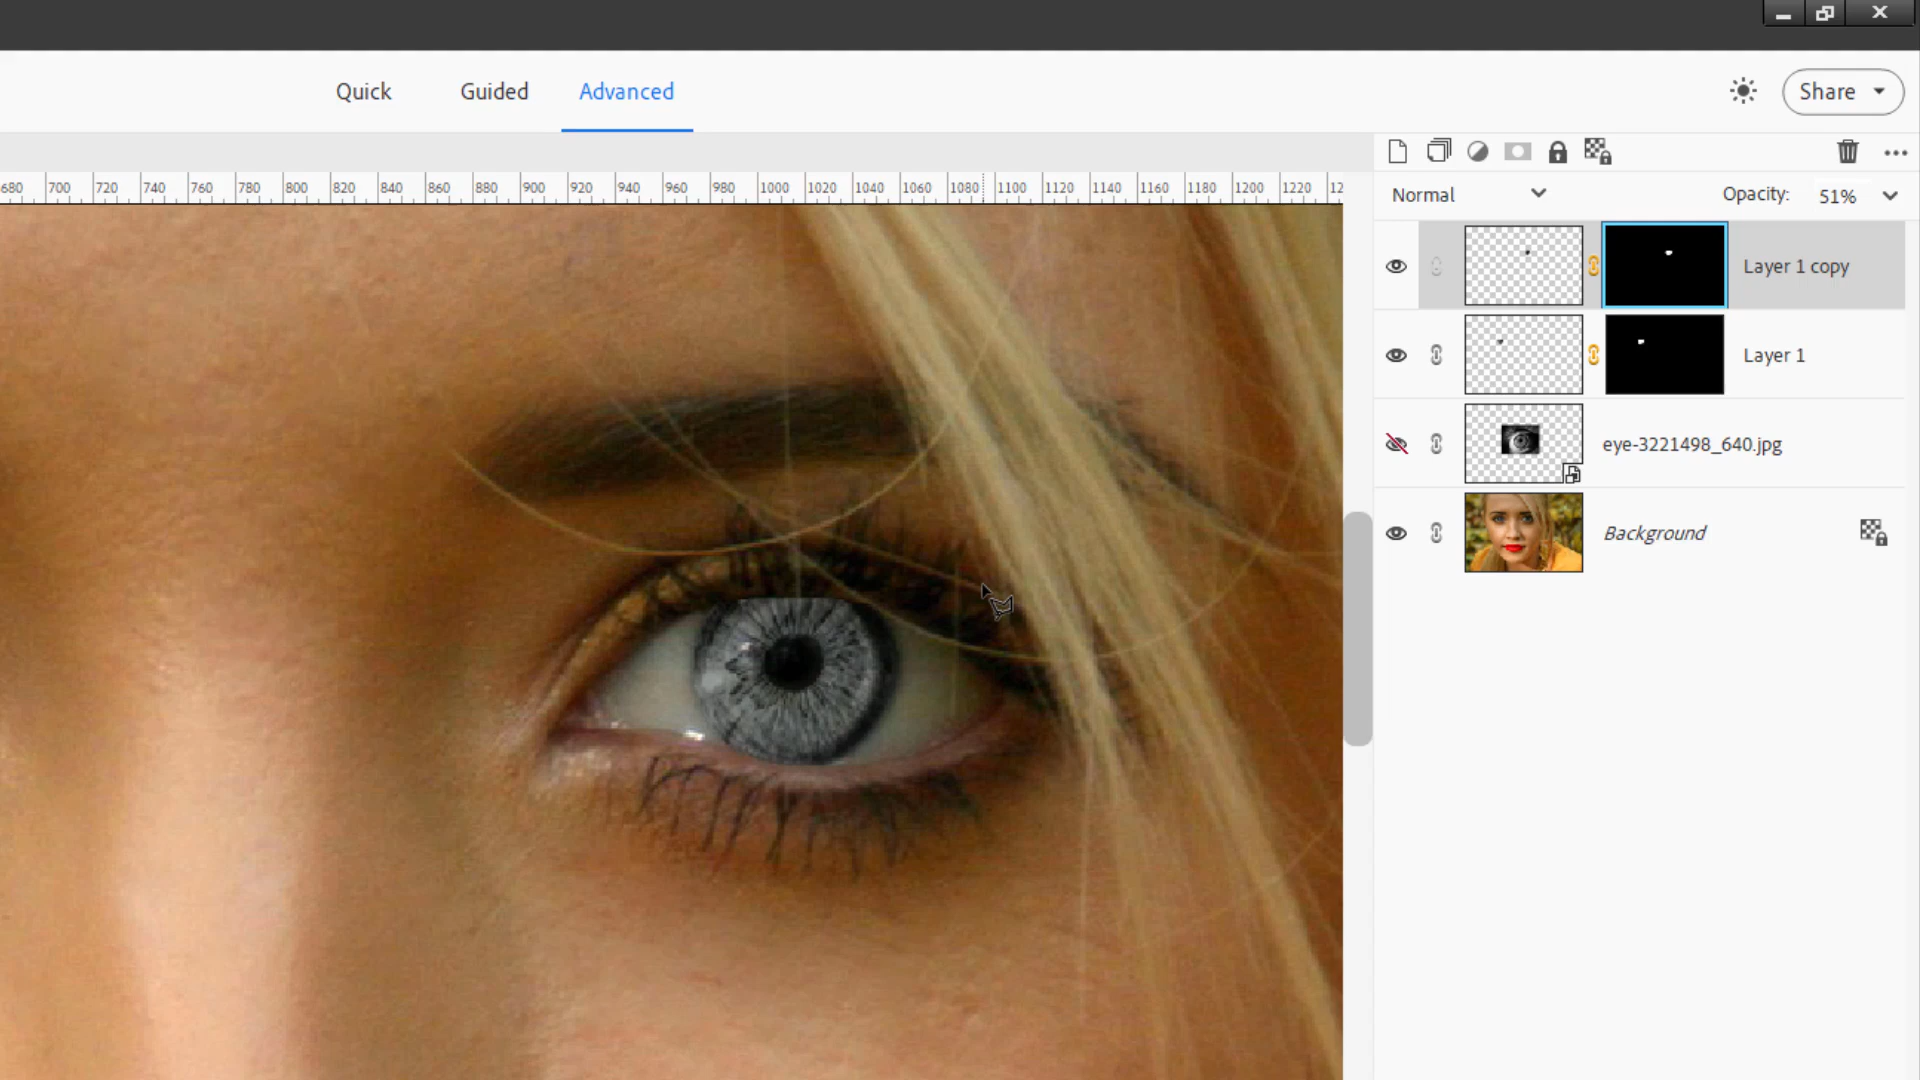 Quick Guided Advanced Share
680 700 720 740 760 780 800 820 840 860 880 900 920 940 960 980 1000 1020 1040 1060 1080 1100 1120 1140 1160 1180 1200 1220 12
Normal Opacity: 51%
Layer 1 copy
Layer 1
eye-3221498_640.jpg
Background